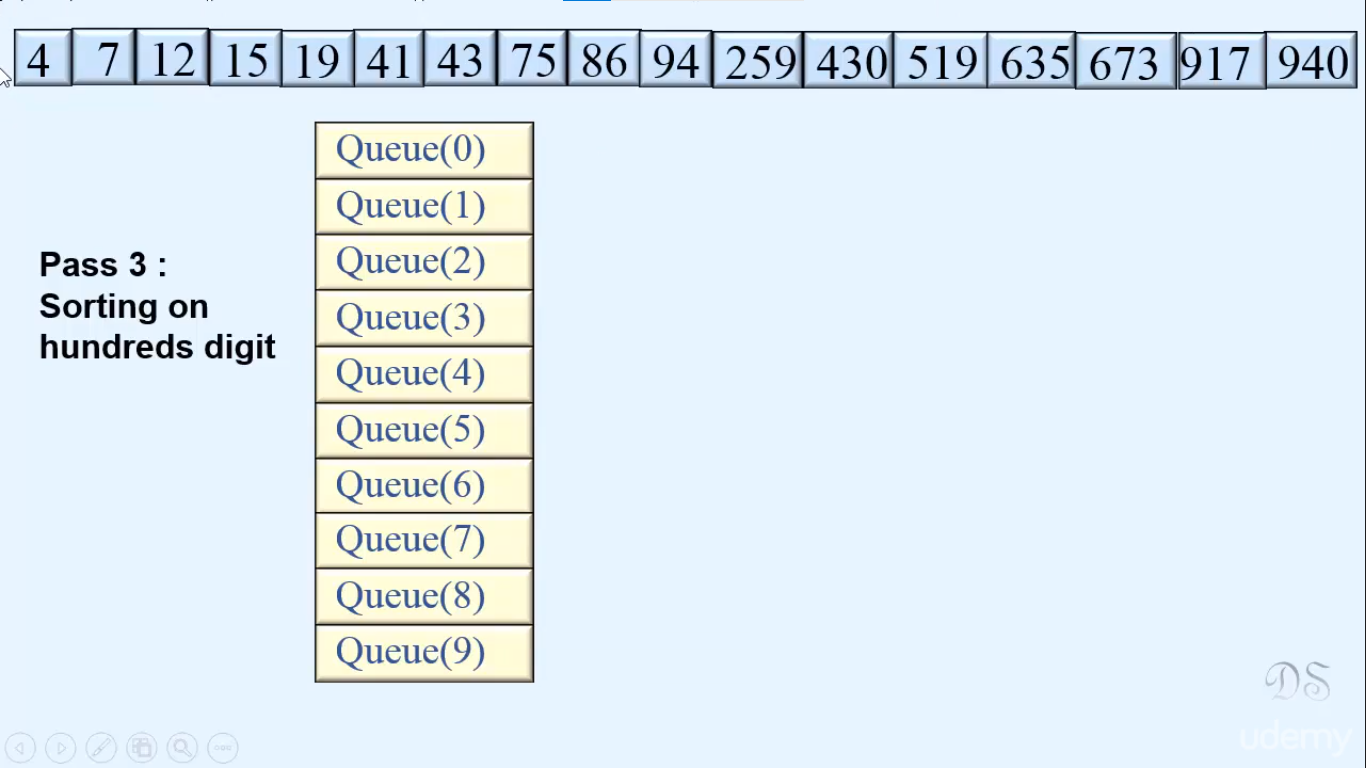 4 7 12 15 19 41 43 75 86 94 259 430 519 635 673 917 940
Queue(0)
Queue(1)
Queue(2)
Pass 3 :
Sorting on
Queue(3)
hundreds digit
Queue(4)
Queue(5)
Queue(6)
Queue(7)
Queue(8)
Queue(9)
DS
udemy